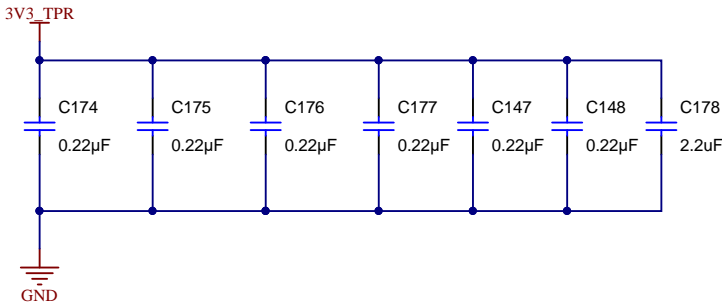 3V3_TPR
C174
C175
C176
C177
C147
C148
C178
0.22µF
0.22µF
0.22µF
0.22µF
0.22µF
0.22µF
2.2uF
GND